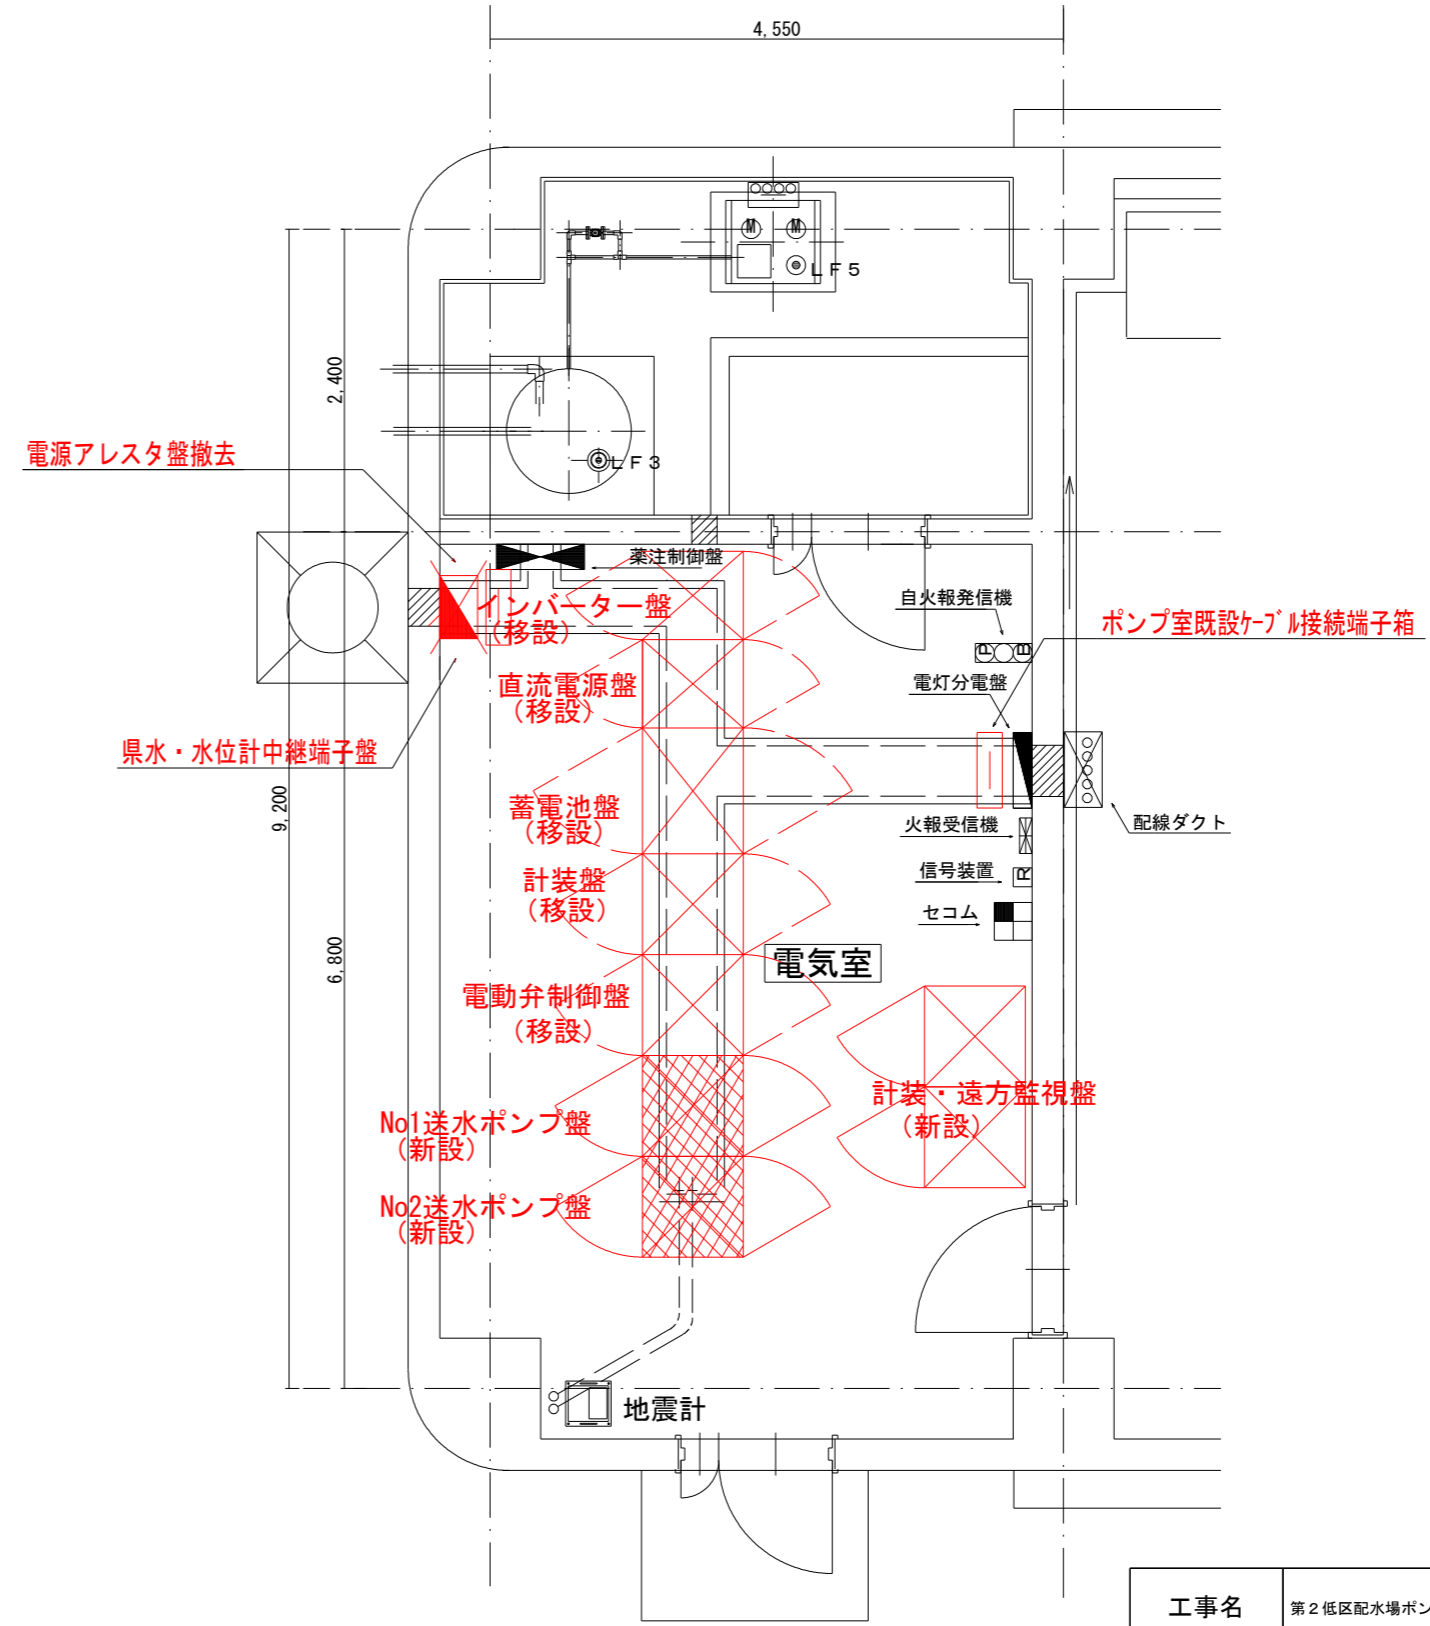 4,550
M M
LF5
2,400
電源アレスタ盤撤去
LF3
薬注制御盤
インバーター盤
(移設)
自火報発信機
P B
ポンプ室既設ｹｰﾌﾞﾙ接続端子箱
直流電源盤
(移設)
電灯分電盤
県水・水位計中継端子盤
9,200
蓄電池盤
(移設)
火報受信機
配線ダクト
計装盤
(移設)
信号装置
R
セコム
6,800
電気室
電動弁制御盤
(移設)
計装・遠方監視盤
(新設)
No1送水ポンプ盤
(新設)
No2送水ポンプ盤
(新設)
地震計
工事名
第２低区配水場ポン